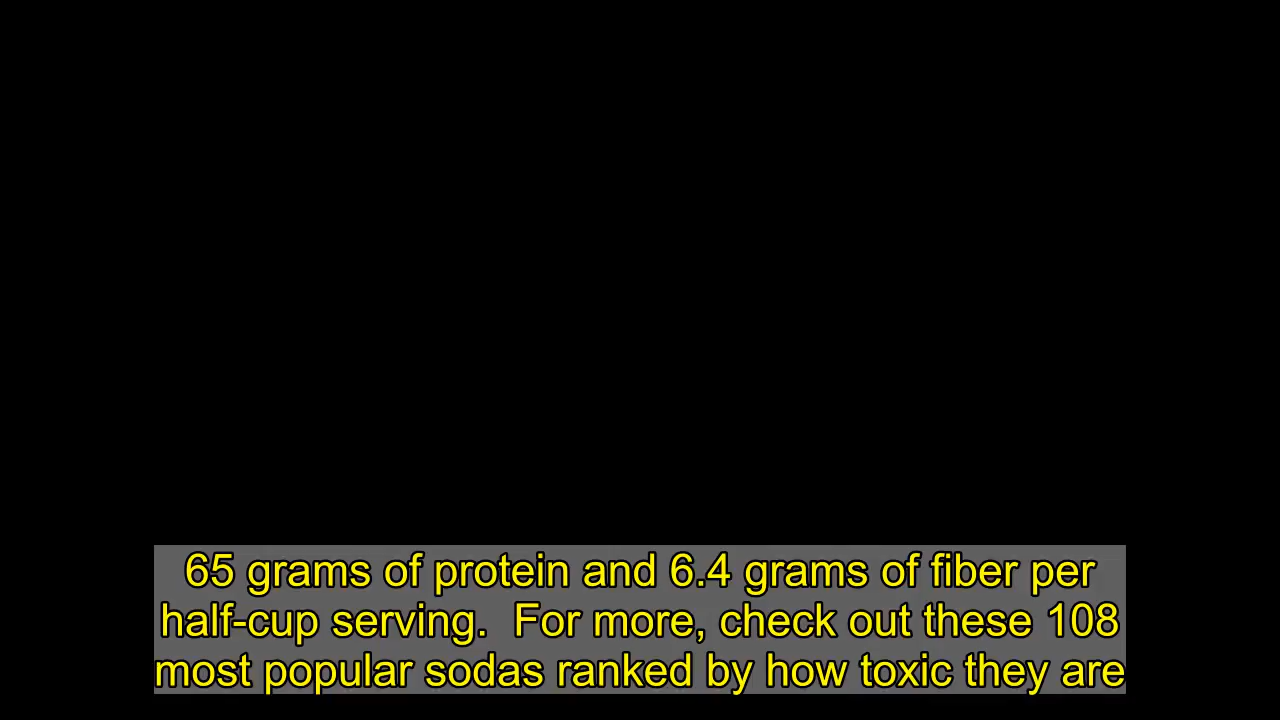 65 grams of protein and 6.4 grams of fiber per
half-cup serving.  For more, check out these 108
most popular sodas ranked by how toxic they are